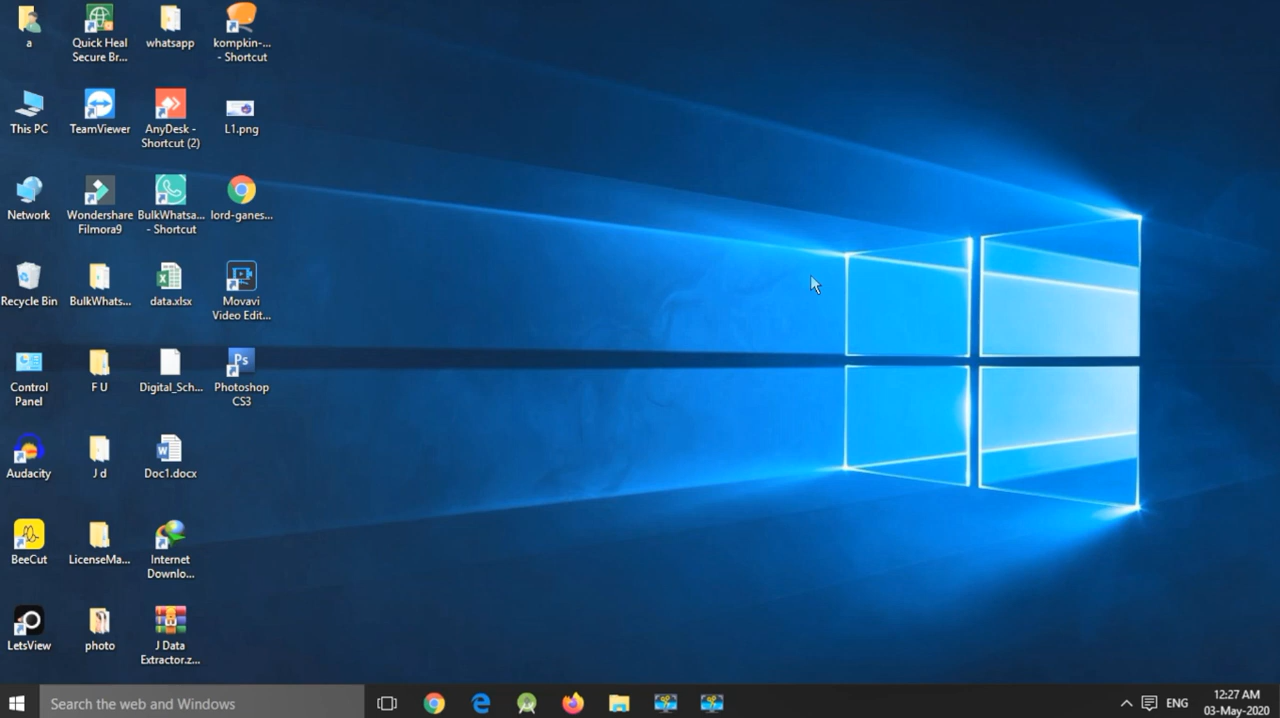 a
Quick Heal
Secure Br...
whatsapp
kompkin-...
- Shortcut
This PC
TeamViewer
AnyDesk -
Shortcut (2)
L1.png
Network
Wondershare
Filmora9
BulkWhatsa...
- Shortcut
lord-ganes...
Recycle Bin
BulkWhats...
data.xlsx
Movavi
Video Edit...
Control
Panel
F U
Digital_Sch...
Ps
Photoshop
CS3
Audacity
J d
Doc1.docx
BeeCut
LicenseMa...
Internet
Downlo...
LetsView
photo
J Data
Extractor.z...
Search the web and Windows
ENG
12:27 AM
03-May-2020